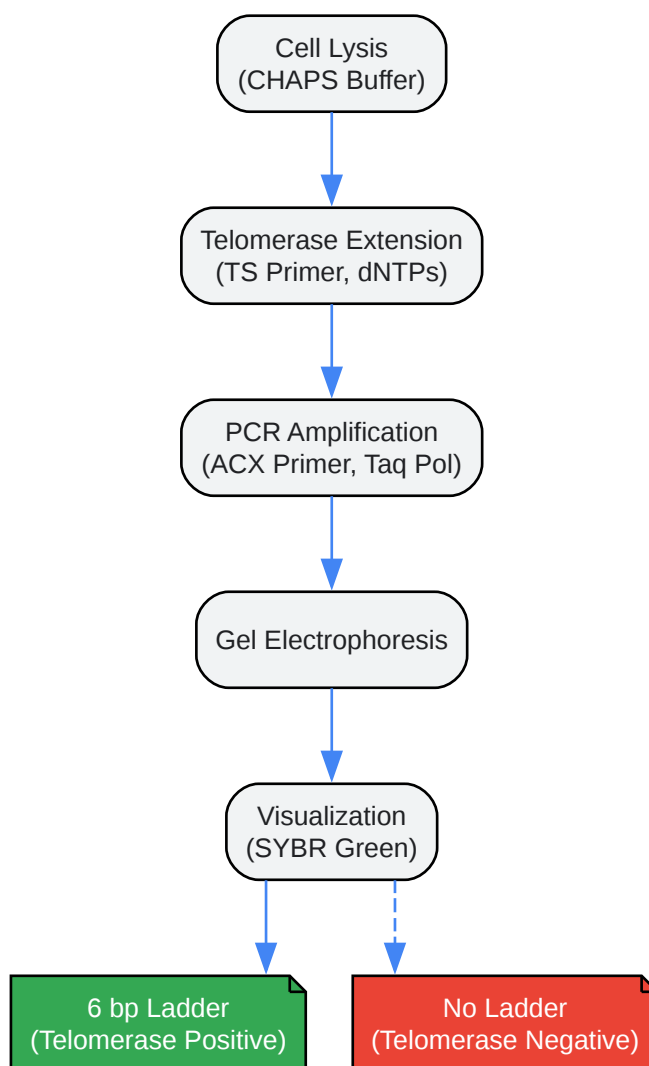 Cell Lysis
(CHAPS Buffer)
Telomerase Extension
(TS Primer, dNTPs)
PCR Amplification
(ACX Primer, Taq Pol)
Gel Electrophoresis
Visualization
(SYBR Green)
6 bp Ladder
(Telomerase Positive)
No Ladder
(Telomerase Negative)